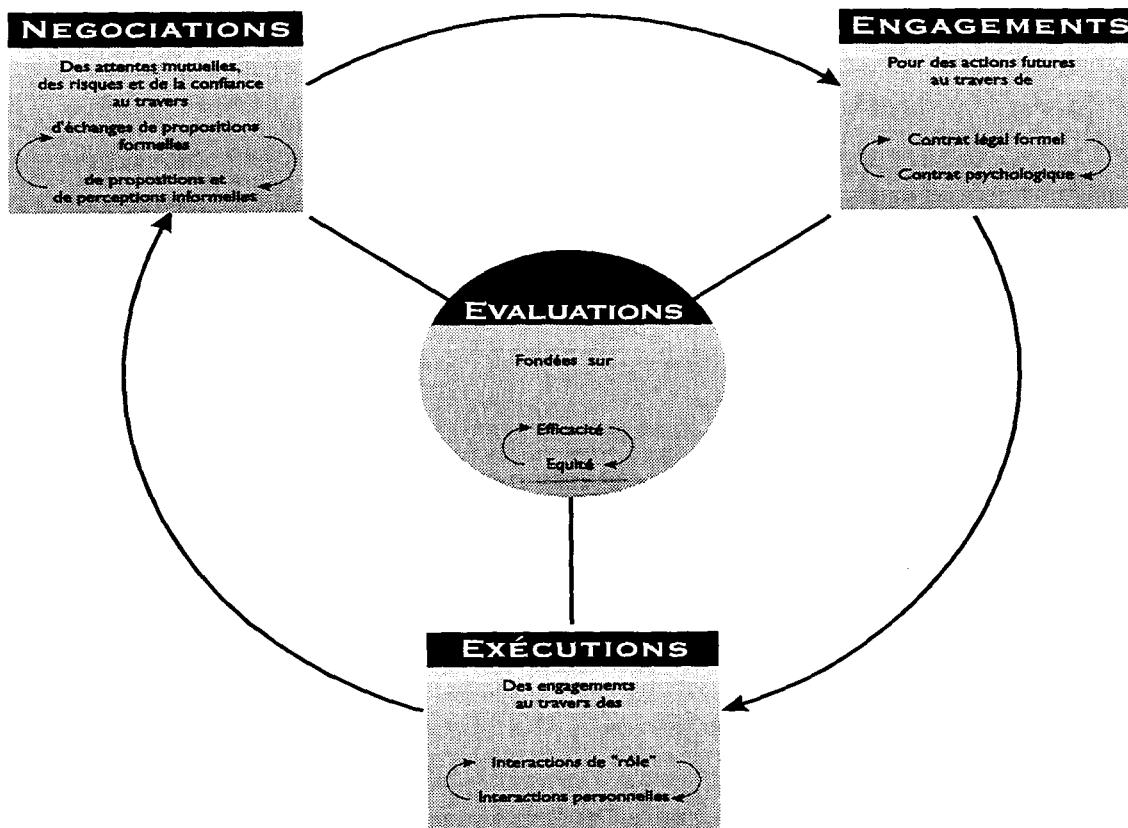 NEGOCIATIONS
Des attentes mutuelles,
des risques et de la confiance
au travers
d'échanges de propositions
formelles
de propositions et
de perceptions informelles
ENGAGEMENTS
Pour des actions futures
au travers de
Contrat légal formel
Contrat psychologique
EVALUATIONS
Fondées sur
Efficacité
Equité
EXÉCUTIONS
Des engagements
au travers des
Interactions de "rôle"
Interactions personnelles